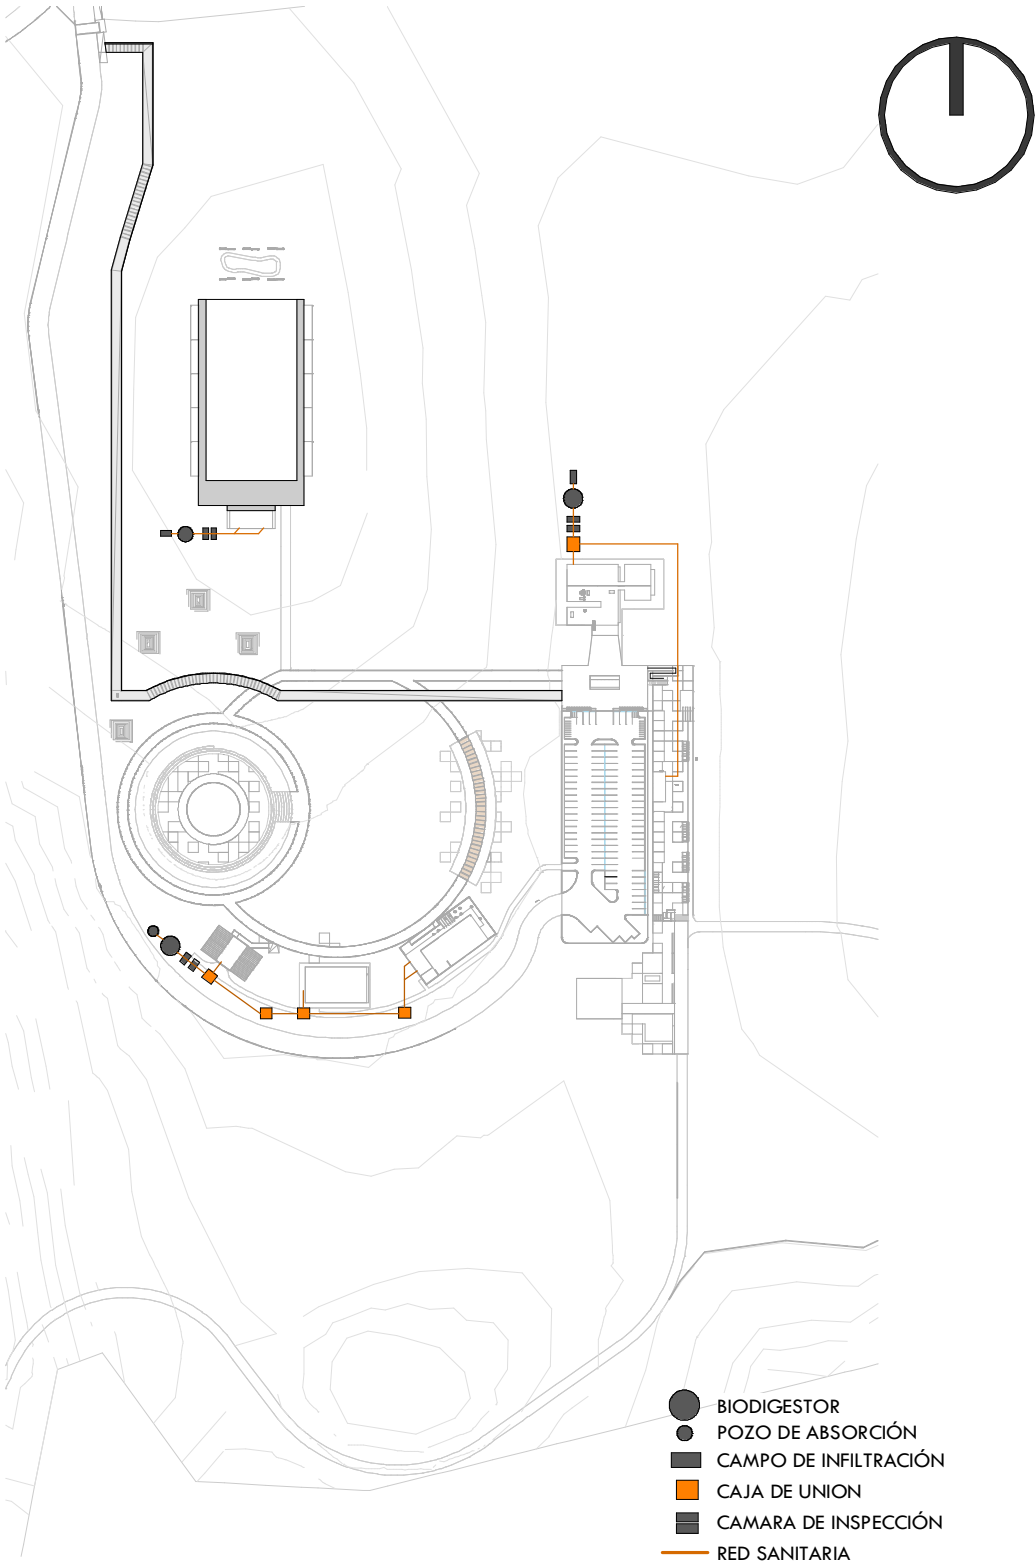 BIODIGESTOR
POZO DE ABSORCIÓN
CAMPO DE INFILTRACIÓN
CAJA DE UNION
CAMARA DE INSPECCIÓN
RED SANITARIA